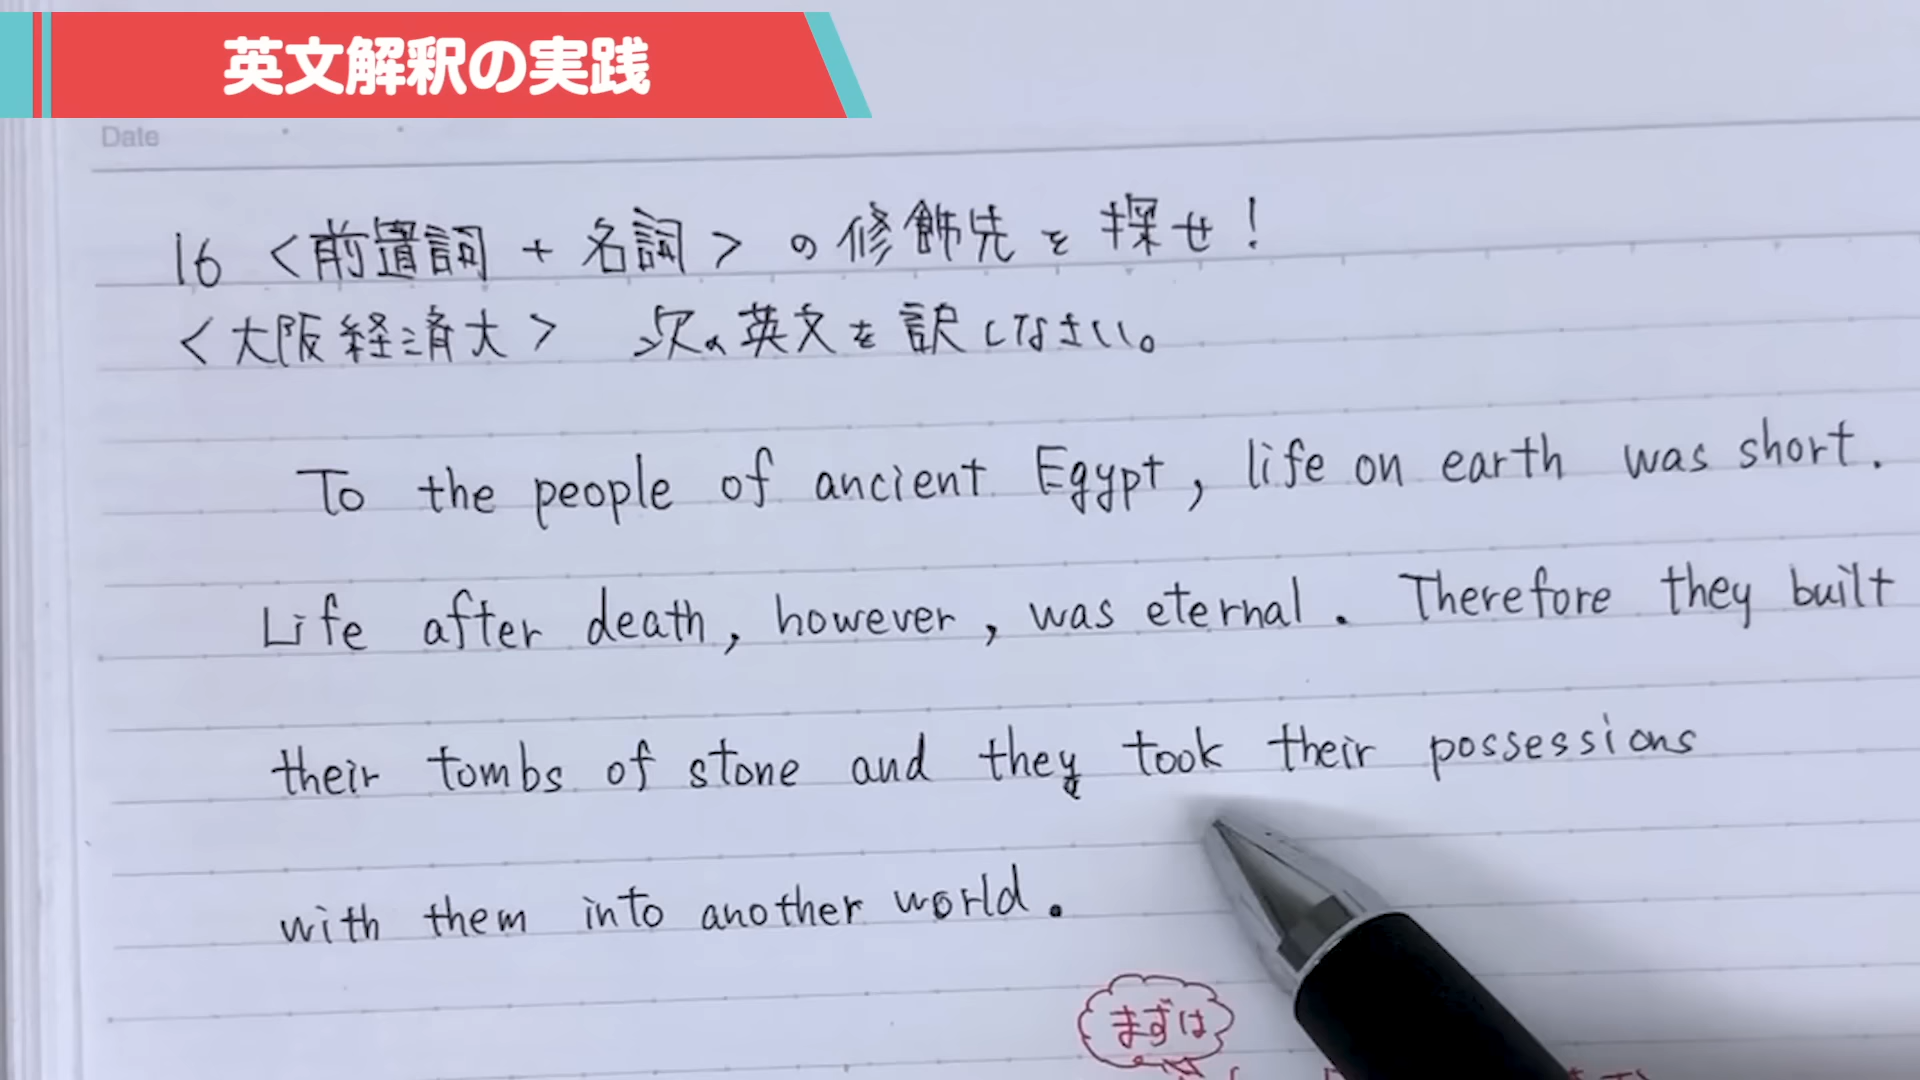 英文解釈の実践
Date
16 <前置詞 + 名詞> の修飾先を探せ!
<大阪経済大> 次の英文を訳しなさい。
To the people of ancient Egypt, life on earth was short.
Life after death, however, was eternal. Therefore they built
their tombs of stone and they took their possessions
with them into another world.
まずは